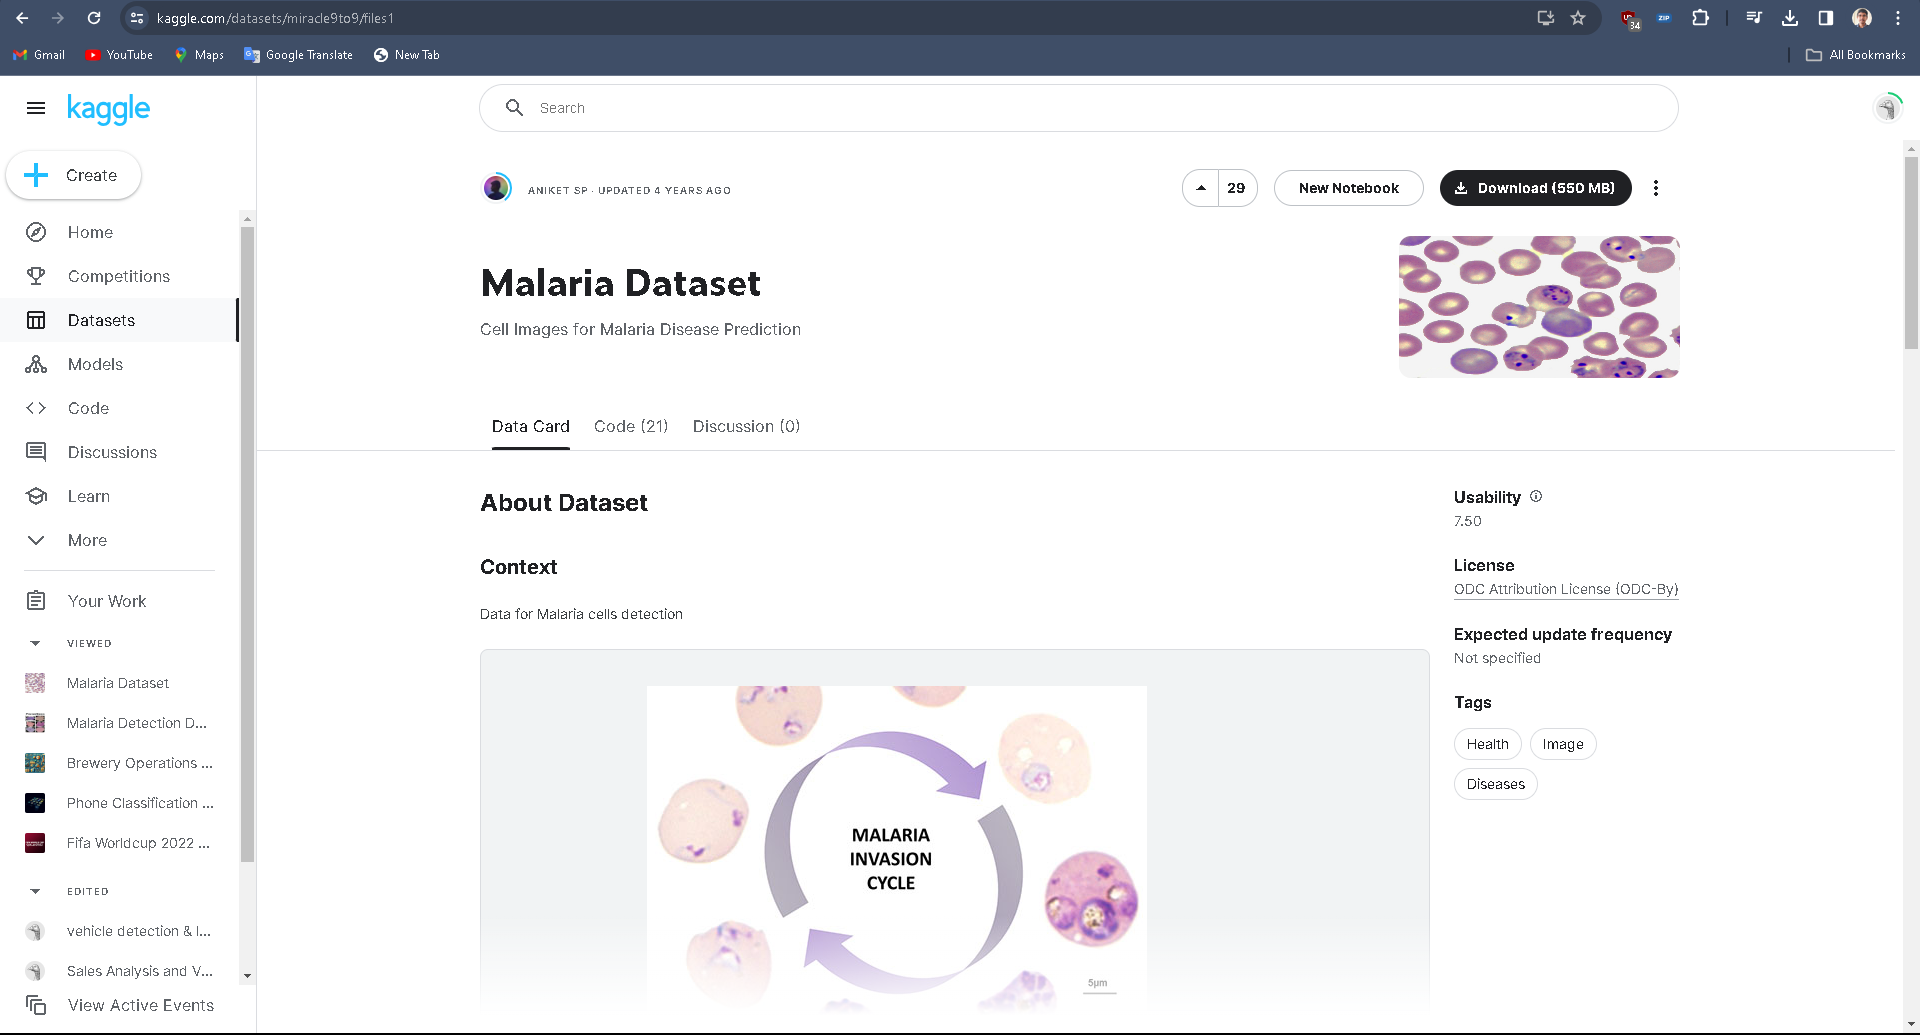 kaggle.com/datasets/miracle9to9/files1
34
ZIP
Gmail
YouTube
Maps
Google Translate
New Tab
All Bookmarks
kaggle
Search
Create
Home
Competitions
Datasets
Models
Code
Discussions
Learn
More
Your Work
VIEWED
Malaria Dataset
Malaria Detection D...
Brewery Operations ...
Phone Classification ...
Fifa Worldcup 2022 ...
EDITED
vehicle detection & l...
Sales Analysis and V...
View Active Events
ANIKET SP · UPDATED 4 YEARS AGO
29
New Notebook
Download (550 MB)
Malaria Dataset
Cell Images for Malaria Disease Prediction
Data Card
Code (21)
Discussion (0)
About Dataset
Context
Data for Malaria cells detection
MALARIA
INVASION
CYCLE
5μm
Usability
7.50
License
ODC Attribution License (ODC-By)
Expected update frequency
Not specified
Tags
Health
Image
Diseases